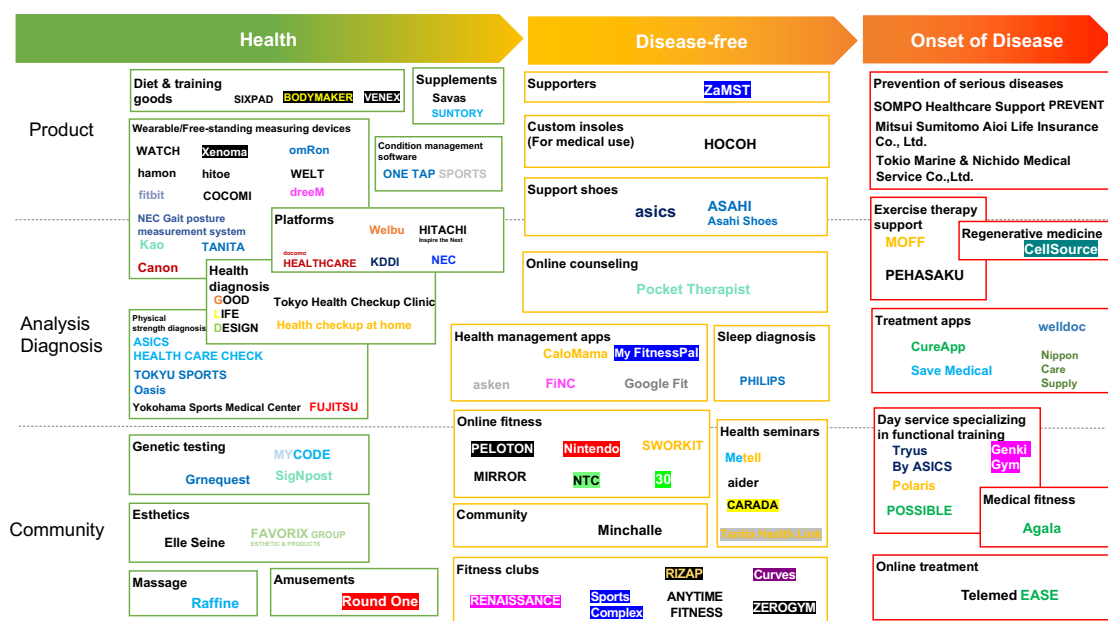 Health
Disease-free
Onset of Disease
Product
Analysis
Diagnosis
Community
Diet & training
goods
SIXPAD
BODYMAKER
VENEX
Supplements
Savas
SUNTORY
Wearable/Free-standing measuring devices
WATCH
Xenoma
omRon
hamon
hitoe
WELT
fitbit
COCOMI
dreeM
NEC Gait posture
measurement system
Kao
TANITA
Canon
Condition management
software
ONE TAP SPORTS
Platforms
Welbu
HITACHI
Inspire the Next
docomo
HEALTHCARE
KDDI
NEC
Health
diagnosis
GOOD
LIFE
DESIGN
Tokyo Health Checkup Clinic
Health checkup at home
Physical
strength diagnosis
ASICS
HEALTH CARE CHECK
TOKYU SPORTS
Oasis
Yokohama Sports Medical Center
FUJITSU
Genetic testing
MYCODE
Grnequest
SigNpost
Esthetics
Elle Seine
FAVORIX GROUP
ESTHETIC & PRODUCTS
Massage
Raffine
Amusements
Round One
Supporters
ZaMST
Custom insoles
(For medical use)
HOCOH
Support shoes
asics
ASAHI
Asahi Shoes
Online counseling
Pocket Therapist
Health management apps
CaloMama
My FitnessPal
asken
FiNC
Google Fit
Sleep diagnosis
PHILIPS
Online fitness
PELOTON
Nintendo
SWORKIT
MIRROR
NTC
30
Health seminars
Metell
aider
CARADA
Tanita Health Link
Community
Minchalle
Fitness clubs
RIZAP
Curves
RENAISSANCE
Sports
Complex
ANYTIME
FITNESS
ZEROGYM
Prevention of serious diseases
SOMPO Healthcare Support PREVENT
Mitsui Sumitomo Aioi Life Insurance
Co., Ltd.
Tokio Marine & Nichido Medical
Service Co.,Ltd.
Exercise therapy
support
MOFF
PEHASAKU
Regenerative medicine
CellSource
Treatment apps
welldoc
CureApp
Save Medical
Nippon
Care
Supply
Day service specializing
in functional training
Tryus
By ASICS
Genki
Gym
Polaris
POSSIBLE
Medical fitness
Agala
Online treatment
Telemed EASE